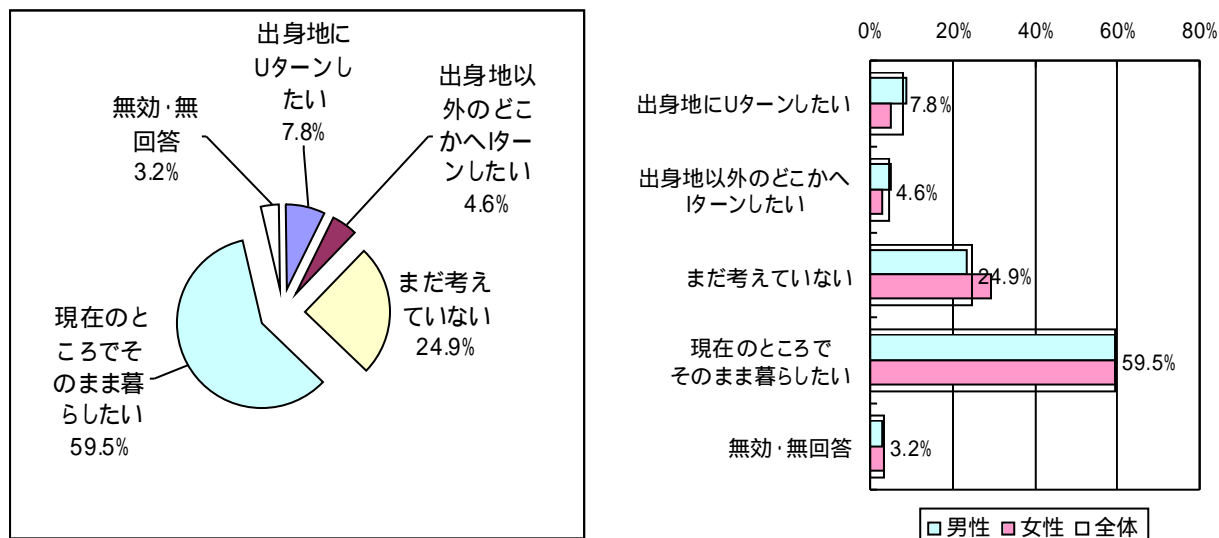 出身地に
Uターンし
たい
7.8%
出身地以
外のどこ
かへIター
ンしたい
4.6%
無効・無
回答
3.2%
まだ考え
ていない
24.9%
現在のと
ころでそ
のまま暮
らしたい
59.5%
0%
20%
40%
60%
80%
出身地にUターンしたい
7.8%
出身地以外のどこかへ
Iターンしたい
4.6%
まだ考えていない
24.9%
現在のところで
そのまま暮らしたい
59.5%
無効・無回答
3.2%
男性 女性 全体